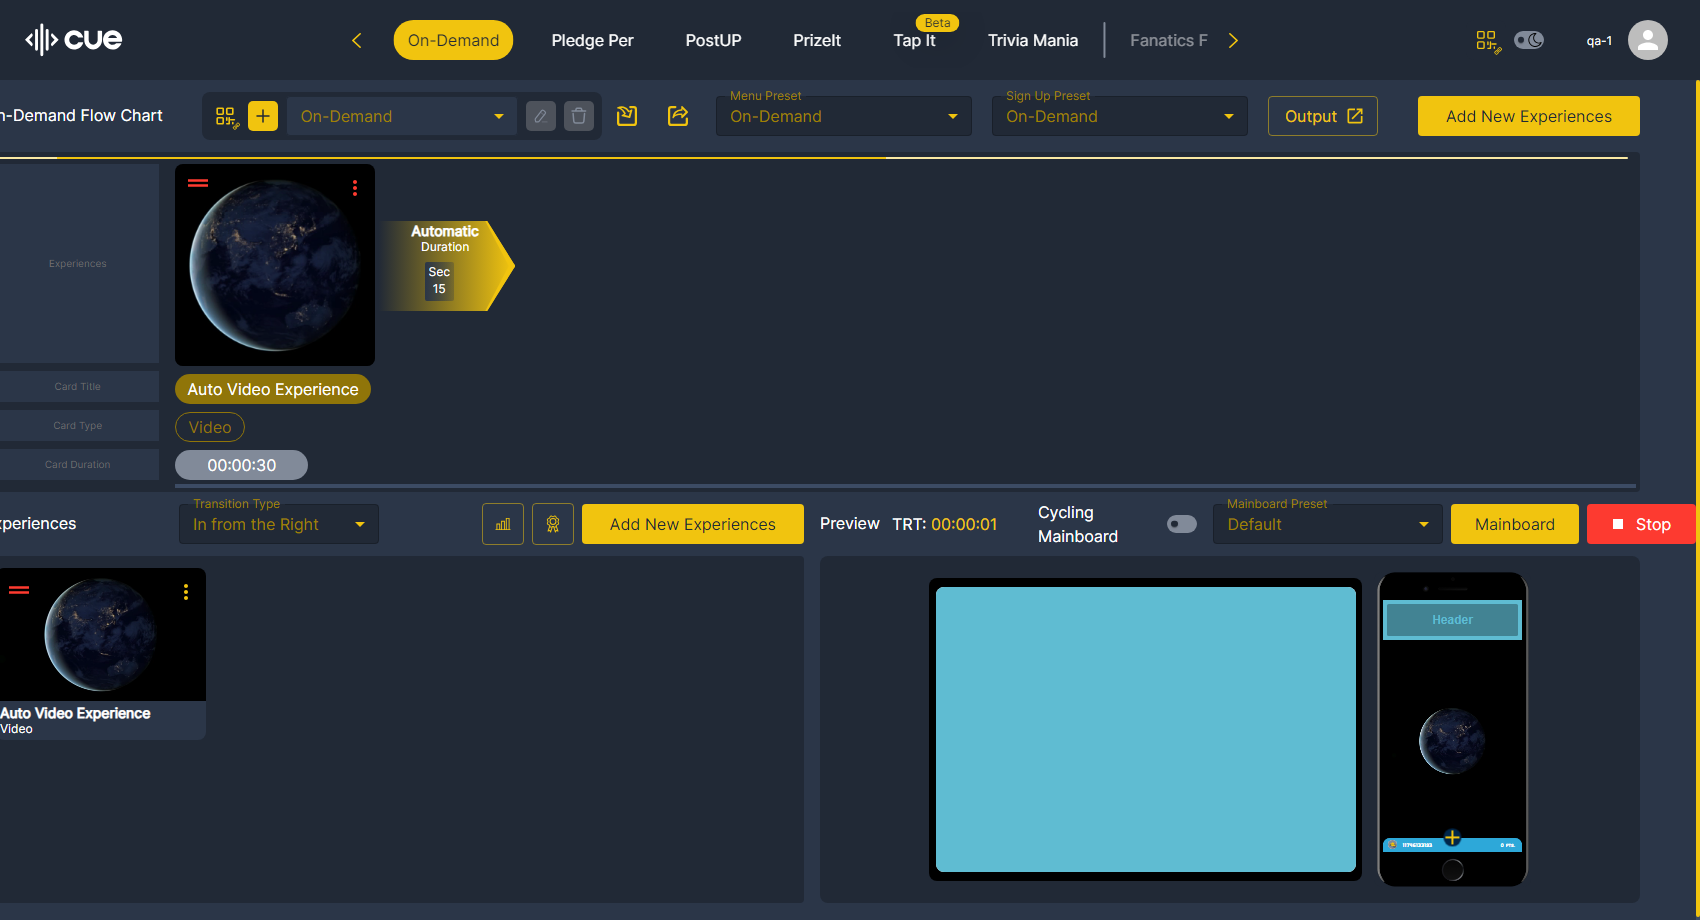 cue
On-Demand
Pledge Per
PostUP
PrizeIt
Beta
Tap It
Trivia Mania
Fanatics F
qa-1
n-Demand Flow Chart
On-Demand
Menu Preset
On-Demand
Sign Up Preset
On-Demand
Output
Add New Experiences
Experiences
Automatic
Duration
Sec
15
Card Title
Auto Video Experience
Card Type
Video
Card Duration
00:00:30
xperiences
Transition Type
In from the Right
Add New Experiences
Preview
TRT: 00:00:01
Cycling
Mainboard
Mainboard Preset
Default
Mainboard
Stop
Auto Video Experience
Video
Header
0 Pts.